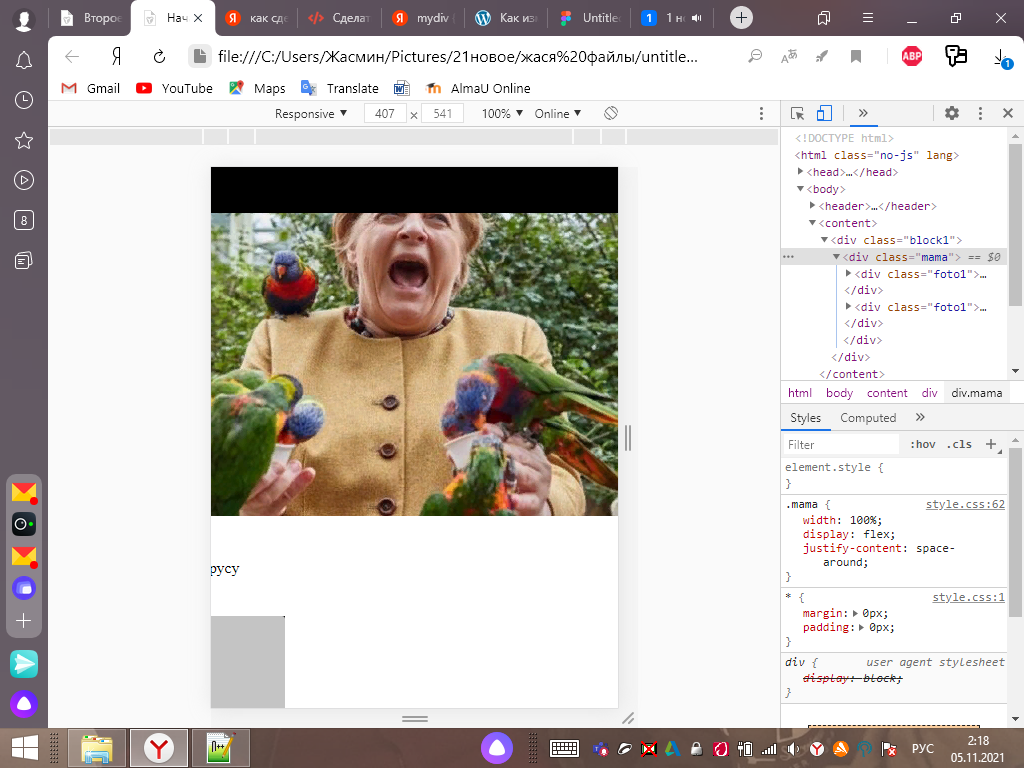 Второе
Нач
как сде
Сделат
mydiv
Как изм
Untitle
1
1 но
file:///C:/Users/Жасмин/Pictures/21новое/жася%20файлы/untitle...
ABP
1
Gmail
YouTube
Maps
Translate
AlmaU Online
Responsive ▼
407
×
541
100% ▼
Online ▼
8
русу
<!DOCTYPE html>
<html class="no-js" lang>
<head>…</head>
<body>
<header>…</header>
<content>
<div class="block1">
<div class="mama"> == $0
<div class="foto1">…
</div>
<div class="foto1">…
</div>
</div>
</div>
</content>
html body content div div.mama
Styles Computed »
Filter
:hov .cls +
element.style {
}
.mama { style.css:62
width: 100%;
display: flex;
justify-content: space-
around;
}
* { style.css:1
margin: 0px;
padding: 0px;
}
div { user agent stylesheet
display: block;
}
РУС
2:18
05.11.2021